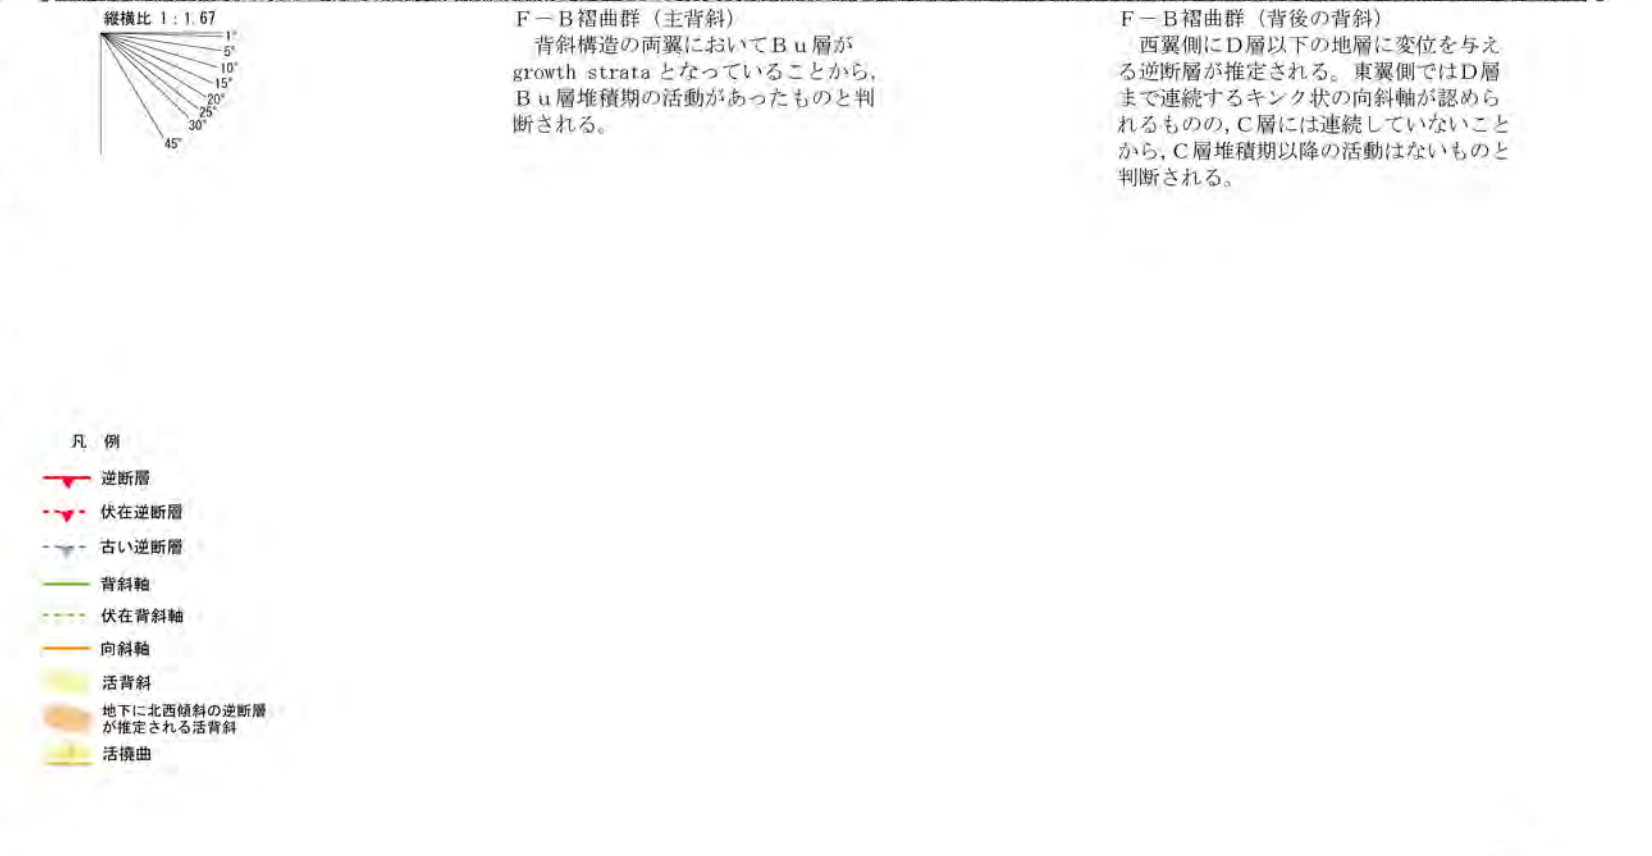 縦横比 1：1.67
1°
5°
10°
15°
20°
25°
30°
45°
Ｆ－Ｂ褶曲群（主背斜）
背斜構造の両翼においてＢｕ層が
growth strata となっていることから,
Ｂｕ層堆積期の活動があったものと判
断される。
Ｆ－Ｂ褶曲群（背後の背斜）
西翼側にＤ層以下の地層に変位を与え
る逆断層が推定される。東翼側ではＤ層
まで連続するキンク状の向斜軸が認めら
れるものの,Ｃ層には連続していないこと
から,Ｃ層堆積期以降の活動はないものと
判断される。
凡 例
逆断層
伏在逆断層
古い逆断層
背斜軸
伏在背斜軸
向斜軸
活背斜
地下に北西傾斜の逆断層
が推定される活背斜
活撓曲